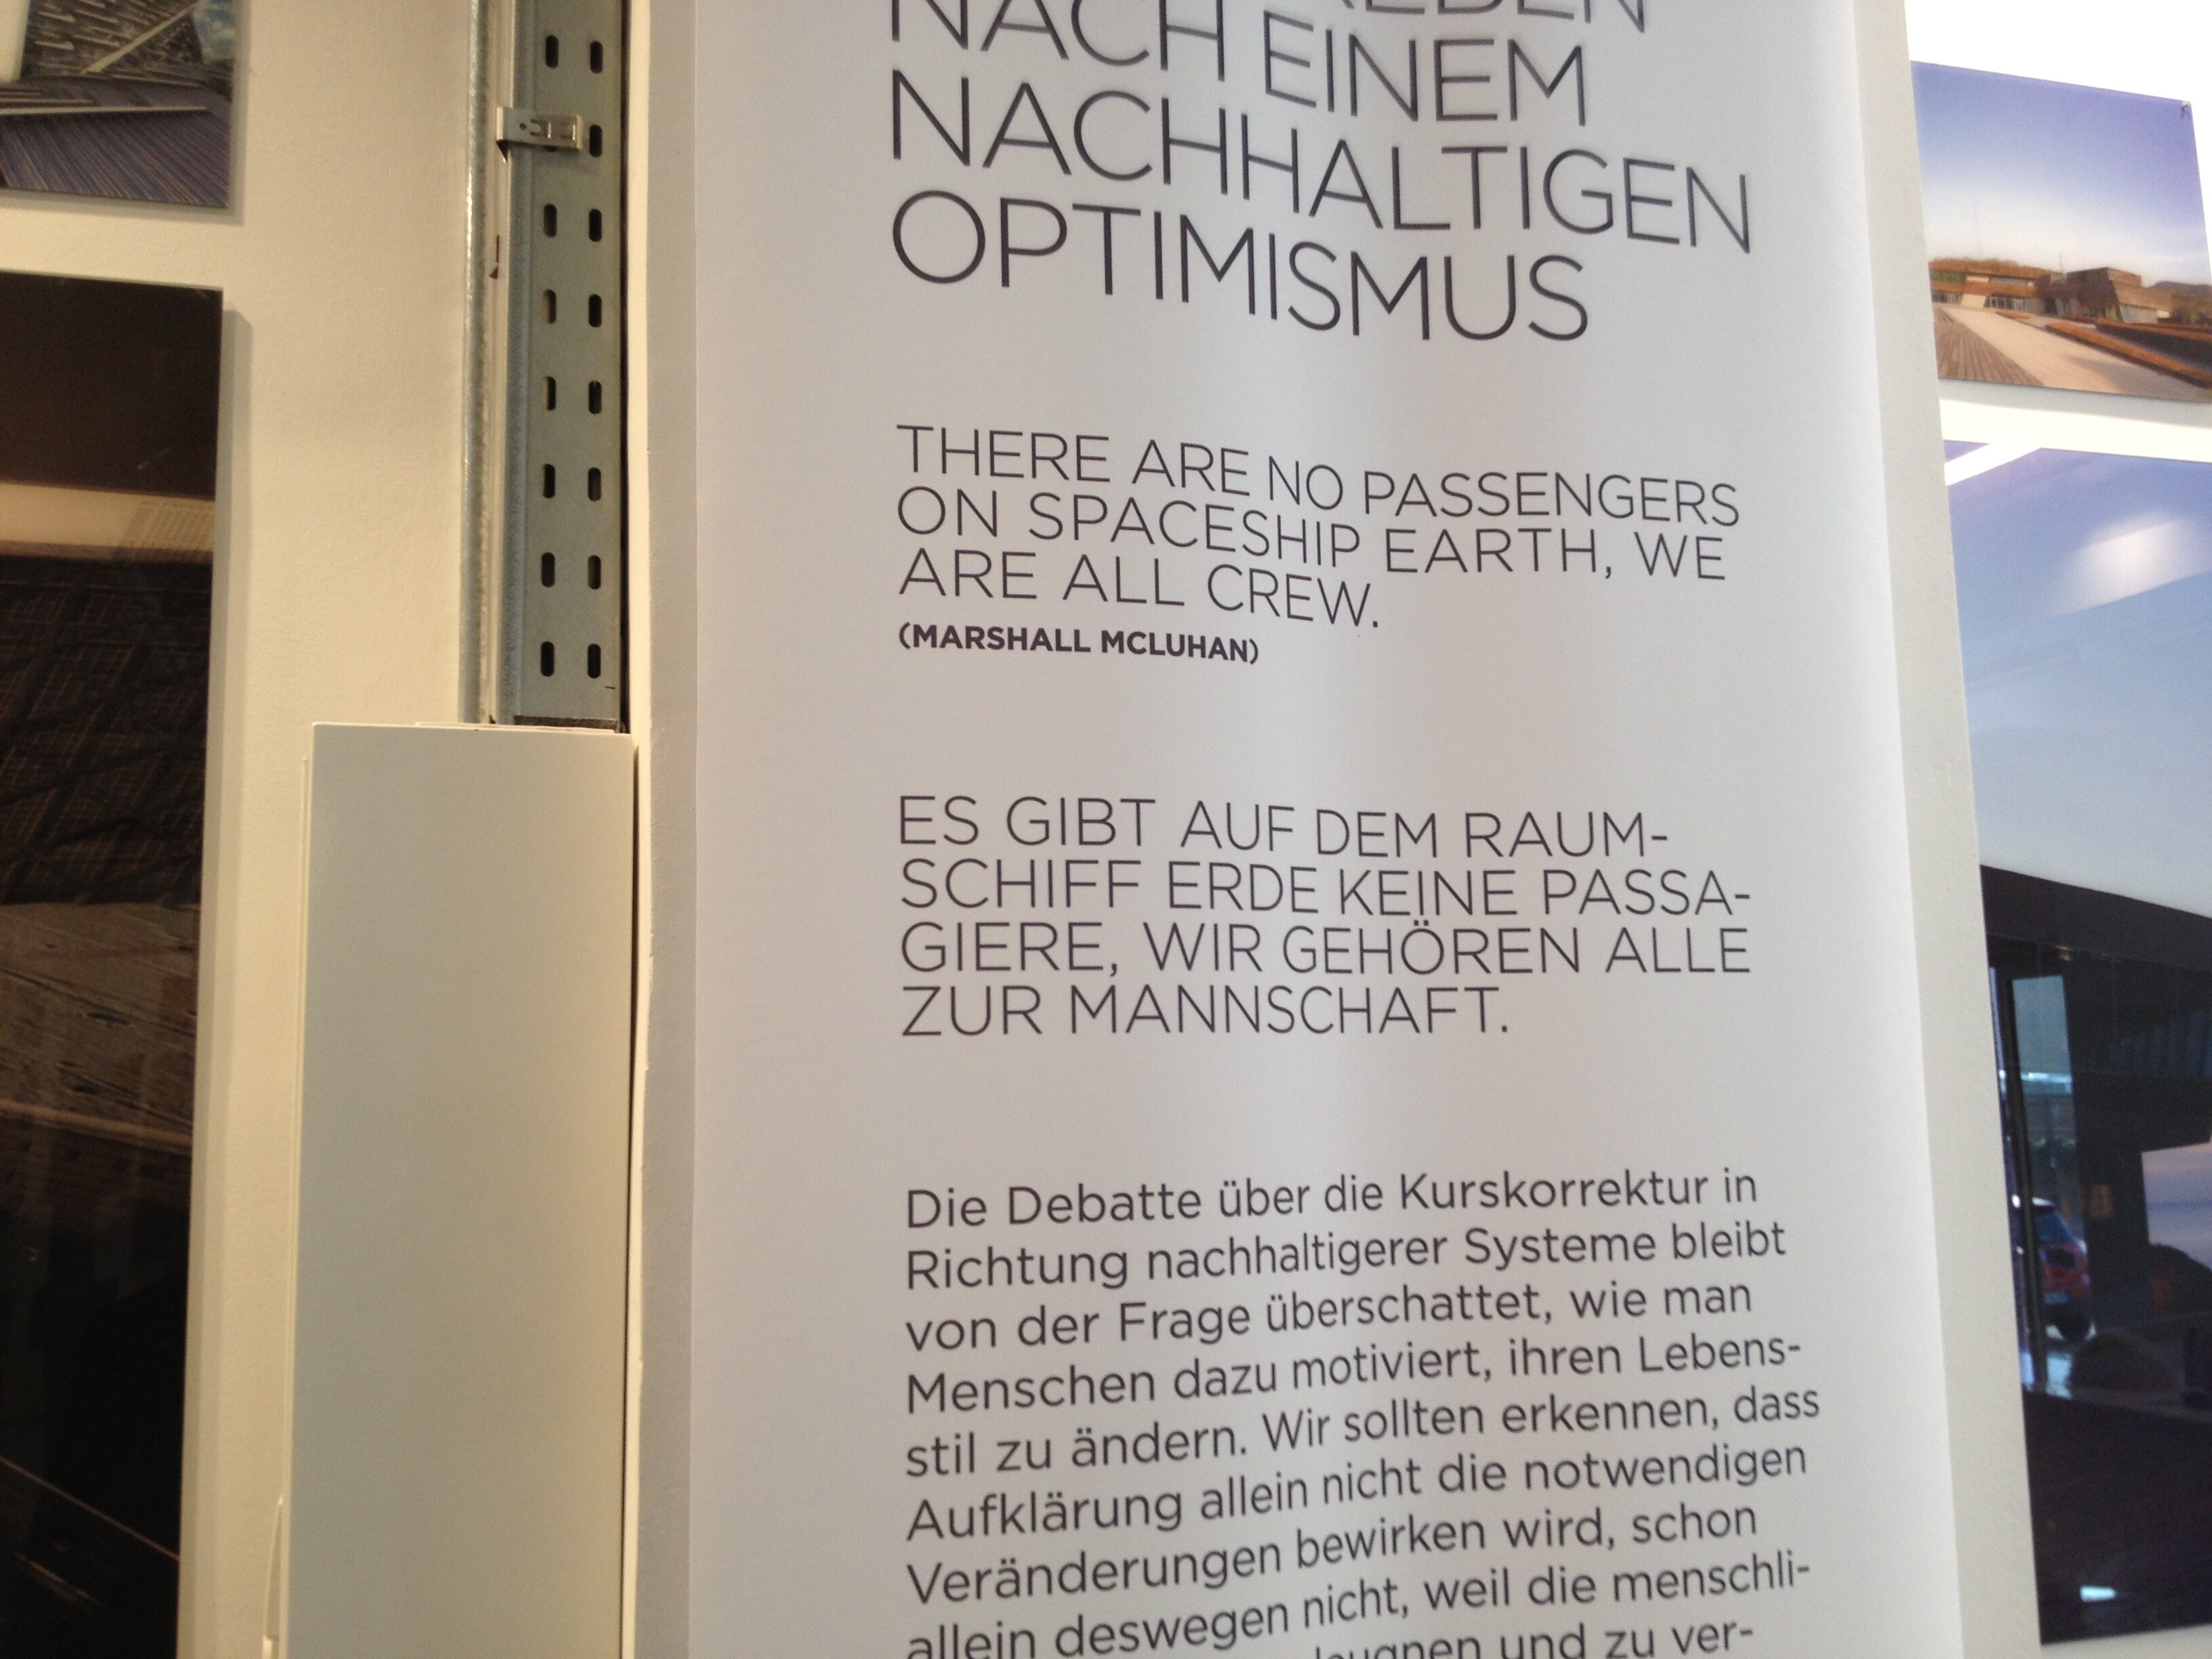 NACH EINEM
NACHHALTIGEN
OPTIMISMUS
THERE ARE NO PASSENGERS
ON SPACESHIP EARTH, WE
ARE ALL CREW.
(MARSHALL MCLUHAN)
ES GIBT AUF DEM RAUM-
SCHIFF ERDE KEINE PASSA-
GIERE, WIR GEHÖREN ALLE
ZUR MANNSCHAFT.
Die Debatte über die Kurskorrektur in
Richtung nachhaltigerer Systeme bleibt
von der Frage überschattet, wie man
Menschen dazu motiviert, ihren Lebens-
stil zu ändern. Wir sollten erkennen, dass
Aufklärung allein nicht die notwendigen
Veränderungen bewirken wird, schon
allein deswegen nicht, weil die menschli-
und zu ver-